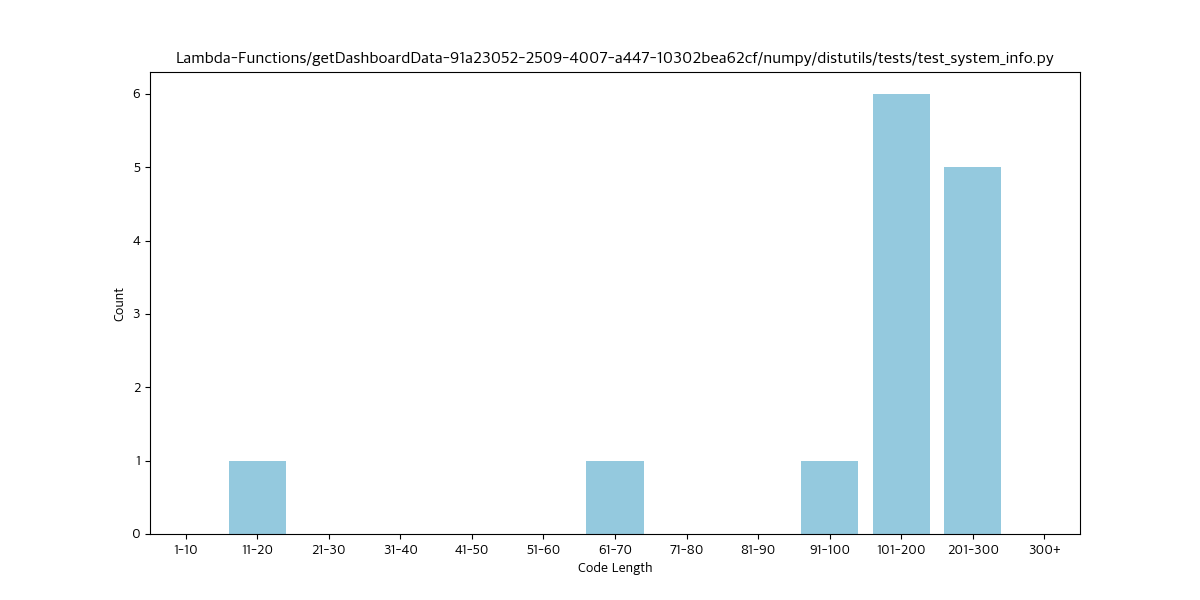 Lambda-Functions/getDashboardData-91a23052-2509-4007-a447-10302bea62cf/numpy/distutils/tests/test_system_info.py
6
5
4
3
2
1
0
Count
1-10 11-20 21-30 31-40 41-50 51-60 61-70 71-80 81-90 91-100 101-200 201-300 300+
Code Length